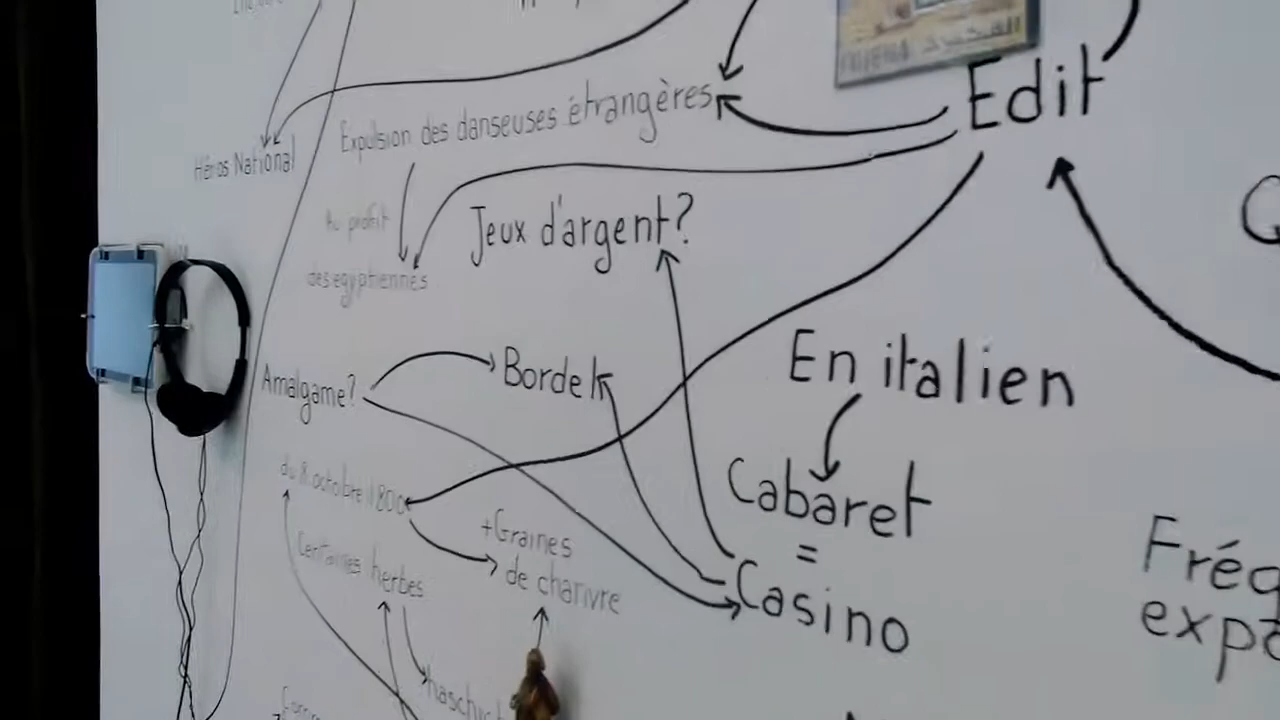 Edit
Expulsion des danseuses étrangères
Héros National
Au profit
des egyptiennes
Jeux d'argent?
En italien
Amalgame?
Bordel
Cabaret
=
Casino
du 8 octobre 1800
+Graines
de chanvre
Certaines herbes
Fréq
expo